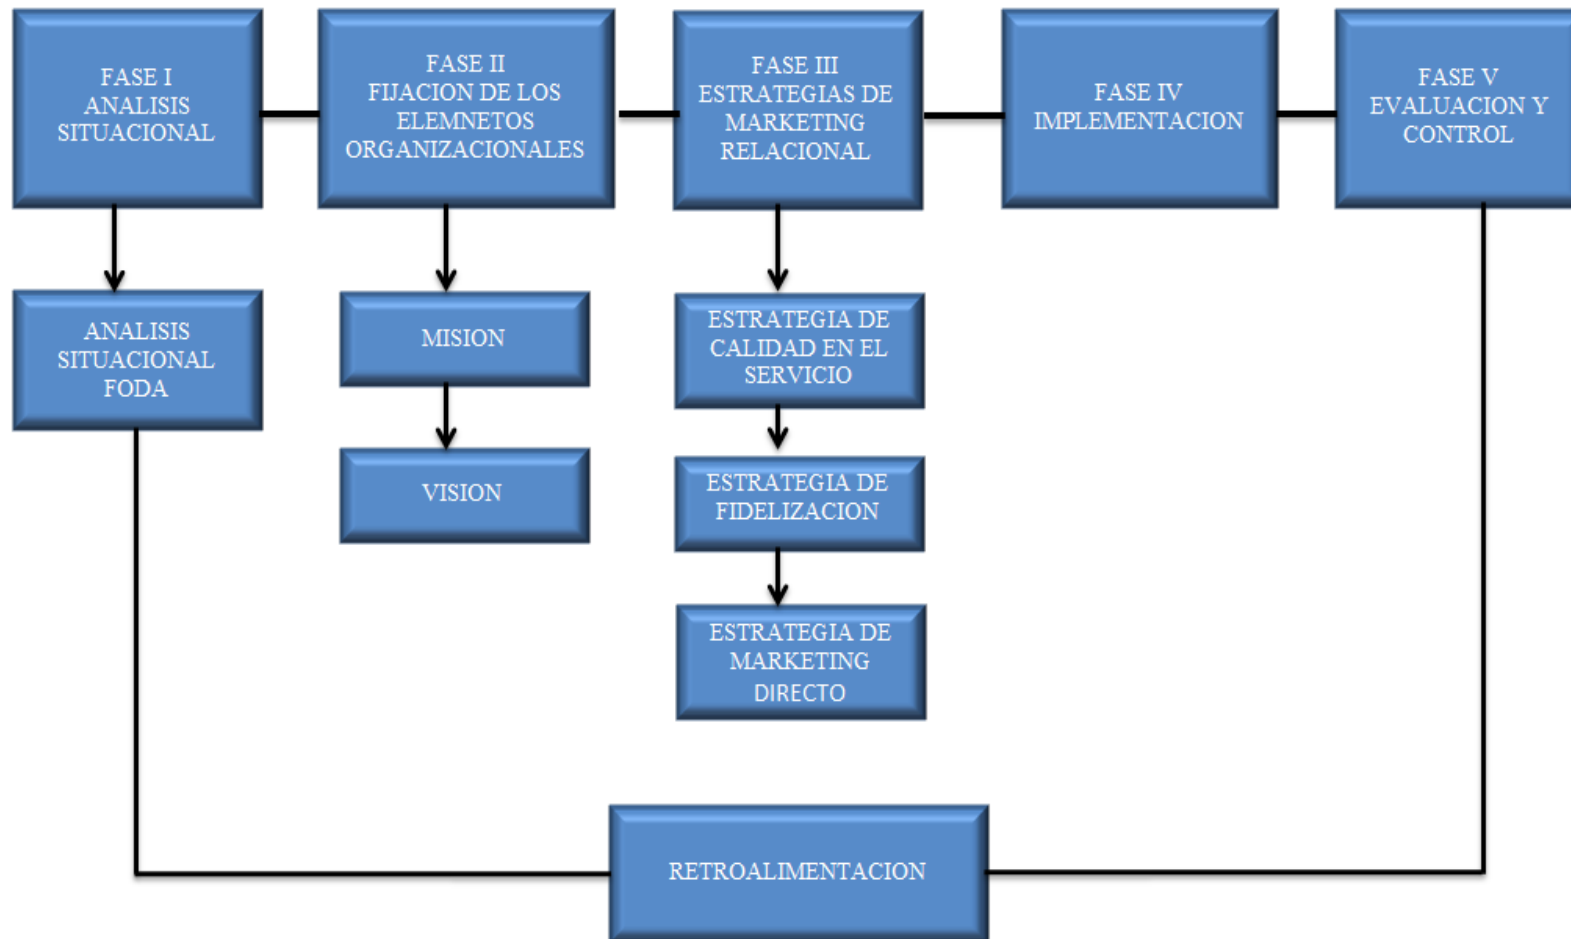 FASE I
ANALISIS
SITUACIONAL
FASE II
FIJACION DE LOS
ELEMNETOS
ORGANIZACIONALES
FASE III
ESTRATEGIAS DE
MARKETING
RELACIONAL
FASE IV
IMPLEMENTACION
FASE V
EVALUACION Y
CONTROL
ANALISIS
SITUACIONAL
FODA
MISION
VISION
ESTRATEGIA DE
CALIDAD EN EL
SERVICIO
ESTRATEGIA DE
FIDELIZACION
ESTRATEGIA DE
MARKETING
DIRECTO
RETROALIMENTACION